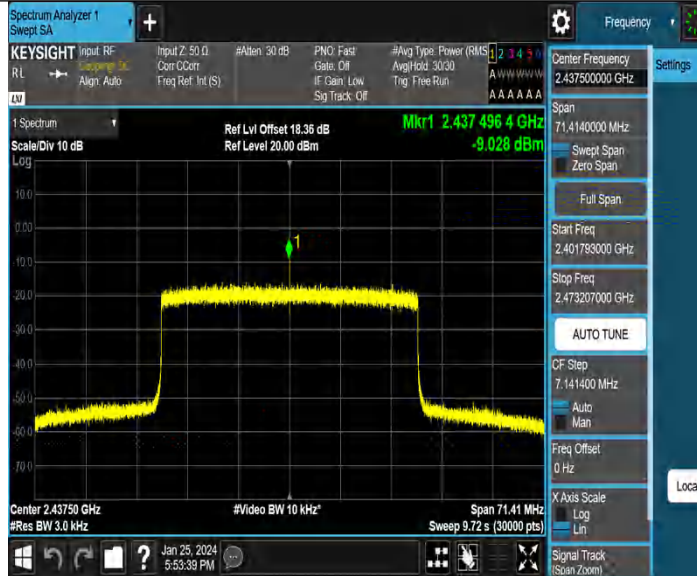 Spectrum Analyzer 1
Swept SA
+
Frequency
KEYSIGHT
Input: RF
Coupling: DC
Align: Auto
Input Z: 50 Ω
Corr CCorr
Freq Ref: Int (S)
#Atten: 30 dB
PNO: Fast
Gate: Off
IF Gain: Low
Sig Track: Off
#Avg Type: Power (RMS
Avg|Hold: 30/30
Trig: Free Run
1 2 3 4 5 6
A W W W W W
A A A A A A
R L
LNI
1 Spectrum
Scale/Div 10 dB
Log
Ref Lvl Offset 18.36 dB
Ref Level 20.00 dBm
Mkr1 2.437 496 4 GHz
-9.028 dBm
10.0
0.00
-10.0
-20.0
-30.0
-40.0
-50.0
-60.0
-70.0
1
Center 2.43750 GHz
#Res BW 3.0 kHz
#Video BW 10 kHz*
Span 71.41 MHz
Sweep 9.72 s (30000 pts)
?
Jan 25, 2024
5:53:39 PM
Center Frequency
2.437500000 GHz
Settings
Span
71.4140000 MHz
Swept Span
Zero Span
Full Span
Start Freq
2.401793000 GHz
Stop Freq
2.473207000 GHz
AUTO TUNE
CF Step
7.141400 MHz
Auto
Man
Freq Offset
0 Hz
X Axis Scale
Log
Lin
Loca
Signal Track
(Span Zoom)